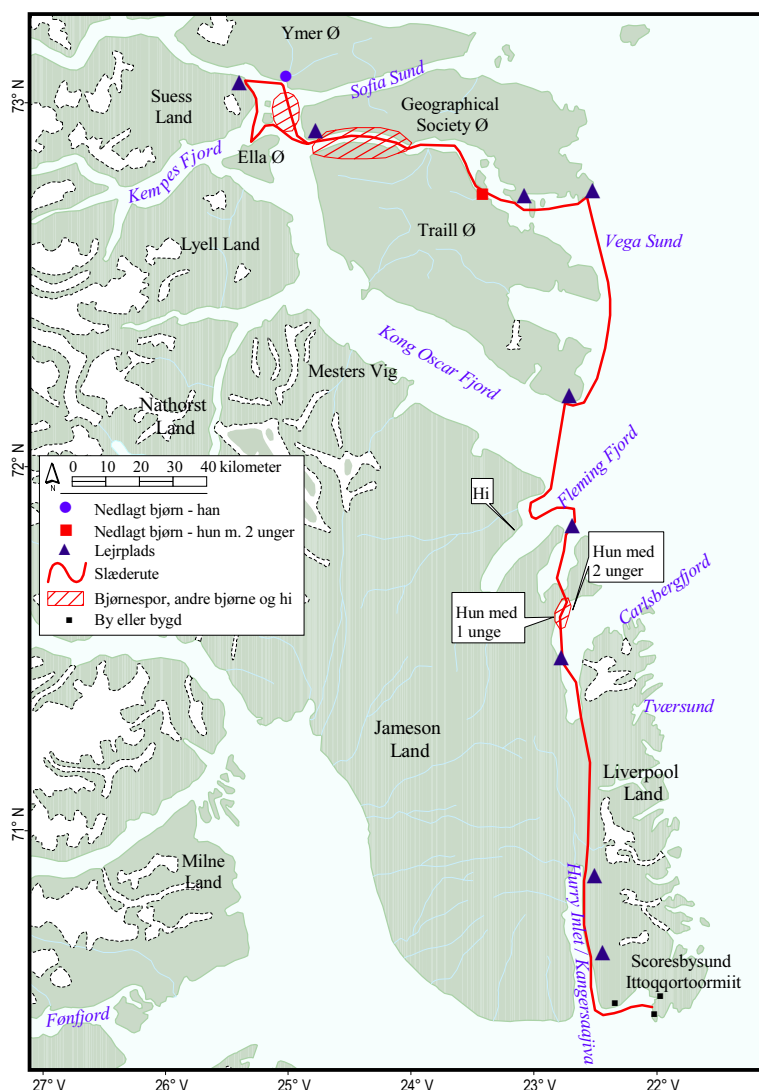 Ymer Ø
73° N
Sofia Sund
Suess
Land
Geographical
Society Ø
Ella Ø
Kempes Fjord
Traill Ø
Lyell Land
Vega Sund
Kong Oscar Fjord
Mesters Vig
Nathorst
Land
72° N
0 10 20 30 40 kilometer
N
Fleming Fjord
Hi
Nedlagt bjørn - han
Nedlagt bjørn - hun m. 2 unger
Lejrplads
Slæderute
Bjørnespor, andre bjørne og hi
By eller bygd
Hun med
2 unger
Hun med
1 unge
Carlsbergfjord
Tværsund
Jameson
Land
Liverpool
Land
71° N
Milne
Land
Hurry Inlet / Kangersaajiva
Scoresbysund
Ittoqqortoormiit
Fønfjord
27° V 26° V 25° V 24° V 23° V 22° V